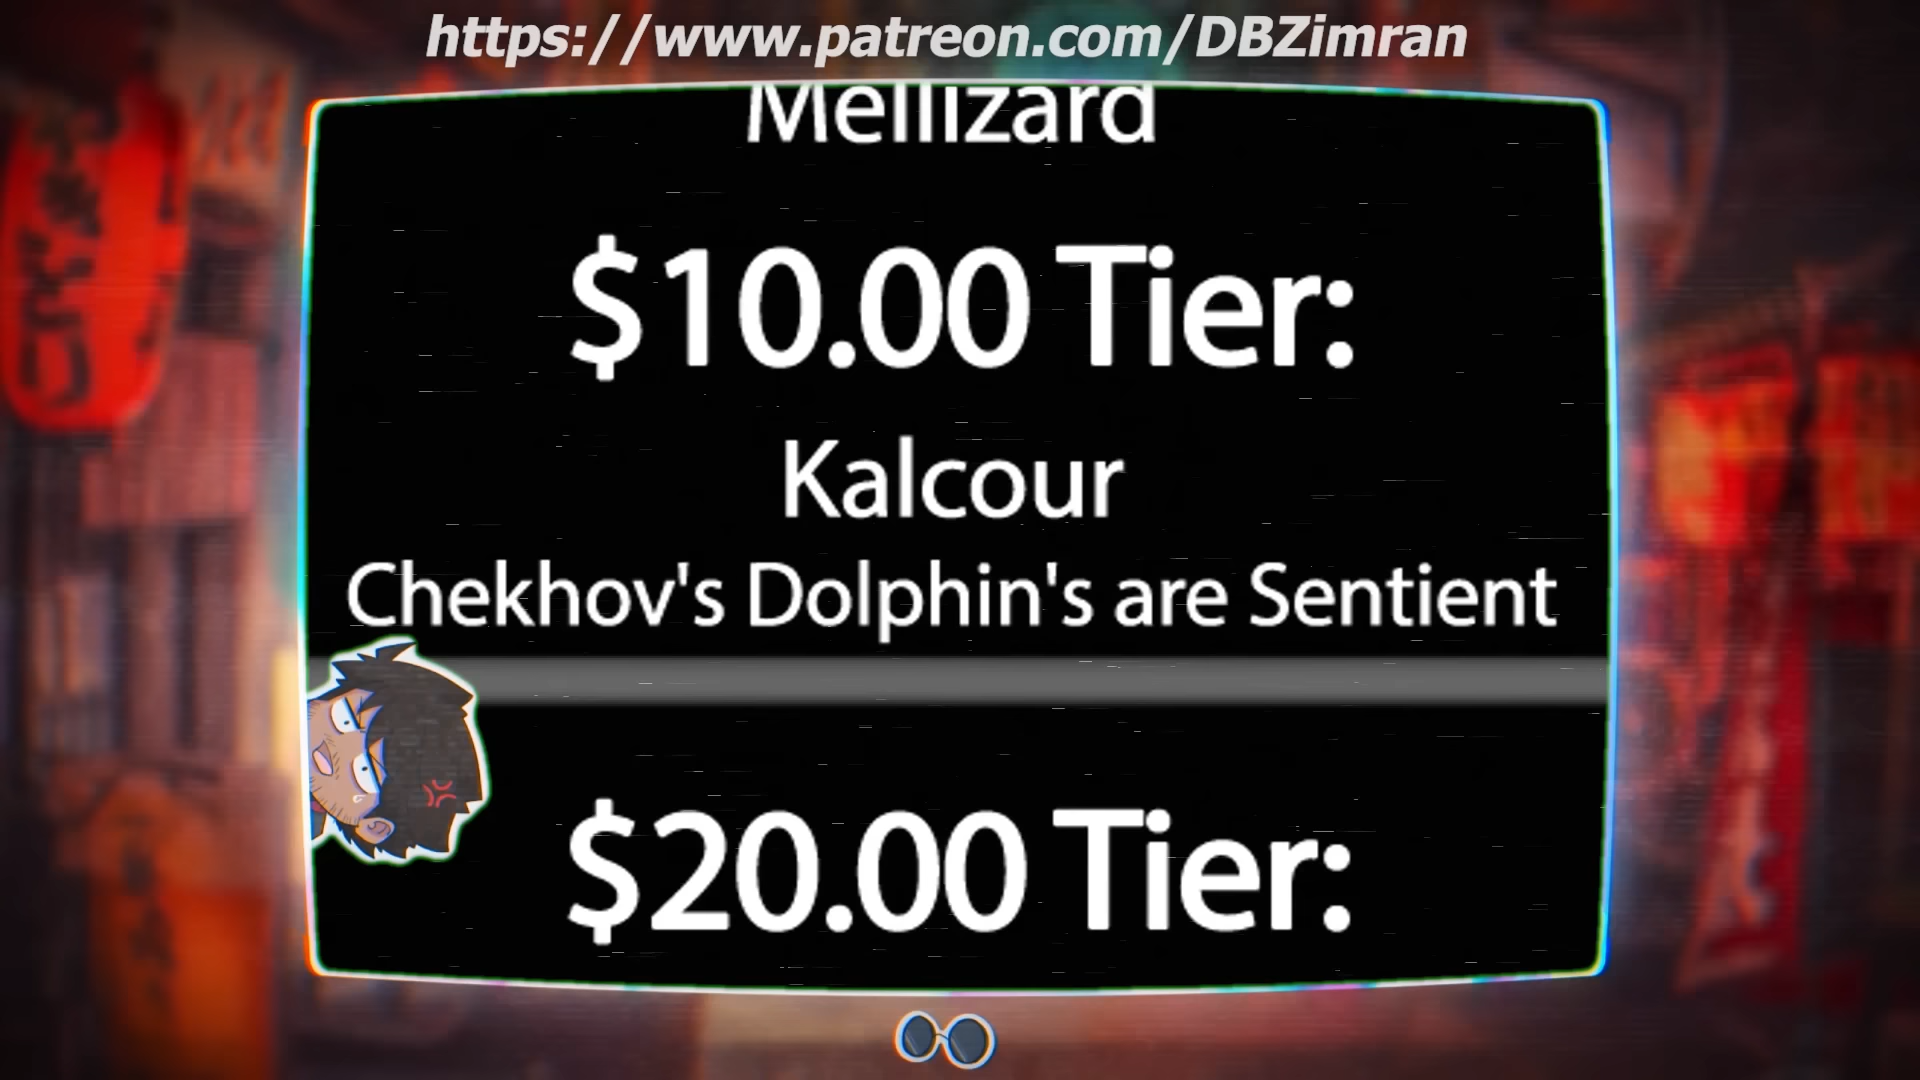 https://www.patreon.com/DBZimran
Mellizard
$10.00 Tier:
Kalcour
Chekhov's Dolphin's are Sentient
$20.00 Tier: